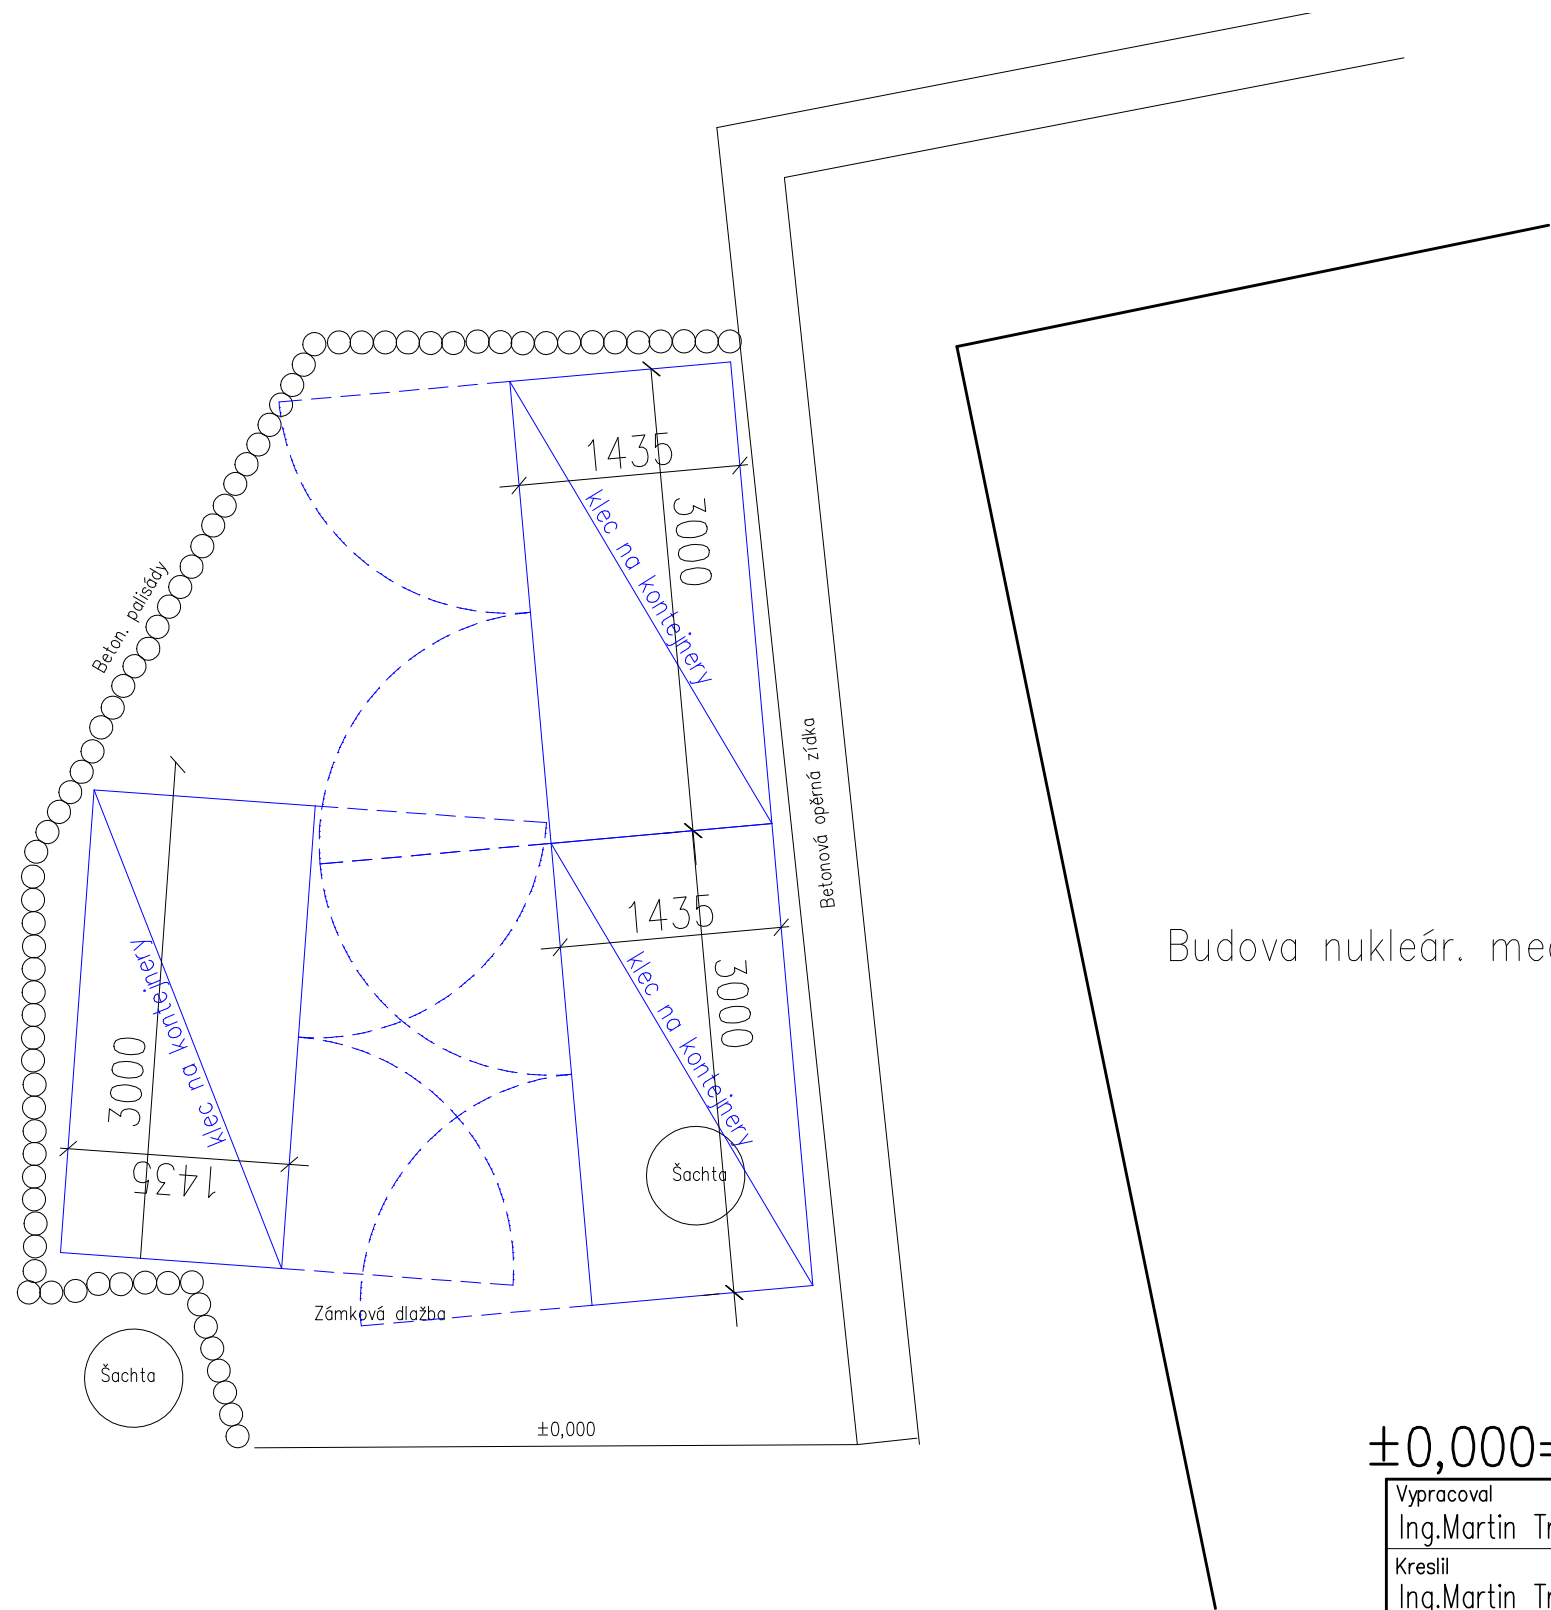 1435
3000
klec na kontejnery
Beton. palisády
Betonová opěrná zídka
1435
3000
klec na kontejnery
klec na kontejnery
3000
1435
Budova nukleár.
Šachta
Zámková dlažba
Šachta
±0,000
±0,000=
Vypracoval
Ing.Martin
Kreslil
Ing.Martin